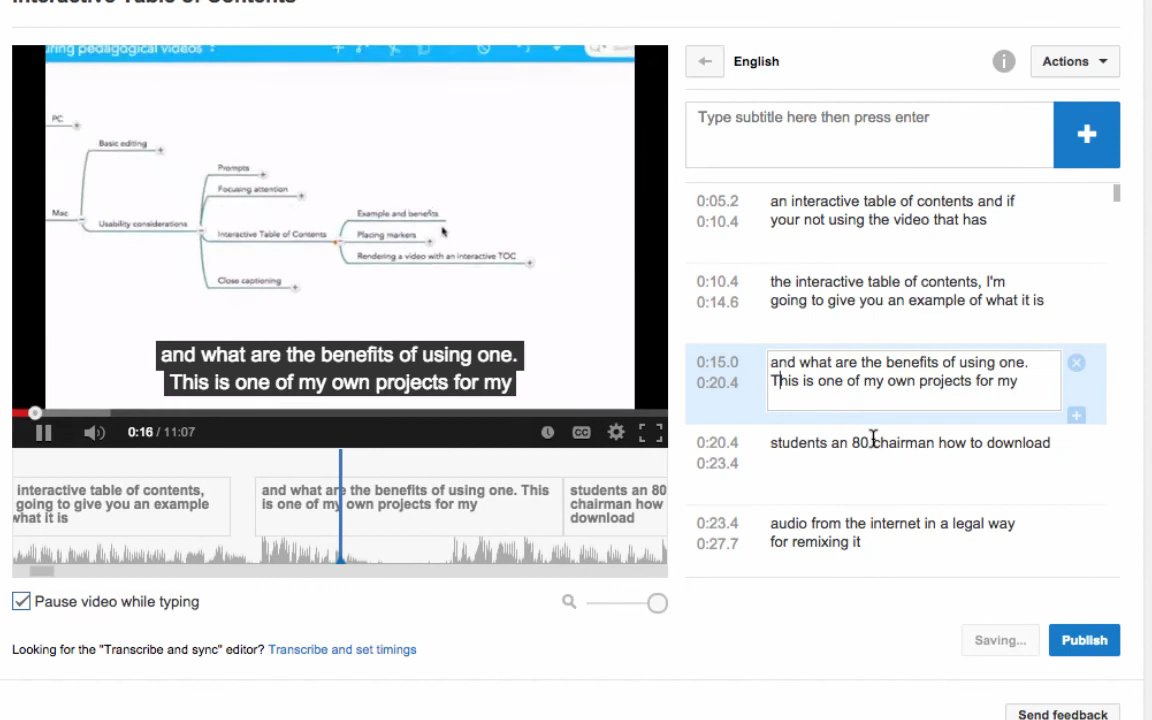 Interactive Table of Contents
uring pedagogical videos
PC
Basic editing
Prompts
Focusing attention
Mac
Usability considerations
Example and benefits
Interactive Table of Contents
Placing markers
Rendering a video with an interactive TOC
Close captioning
and what are the benefits of using one.
This is one of my own projects for my
0:16 / 11:07
CC
interactive table of contents,
going to give you an example
what it is
and what are the benefits of using one. This
is one of my own projects for my
students an 80
chairman how
download
Pause video while typing
Looking for the "Transcribe and sync" editor? Transcribe and set timings
English
Actions
Type subtitle here then press enter
0:05.2 an interactive table of contents and if
0:10.4 your not using the video that has
0:10.4 the interactive table of contents, I'm
0:14.6 going to give you an example of what it is
0:15.0 and what are the benefits of using one.
0:20.4 This is one of my own projects for my
0:20.4 students an 80 chairman how to download
0:23.4
0:23.4 audio from the internet in a legal way
0:27.7 for remixing it
Saving...
Publish
Send feedback